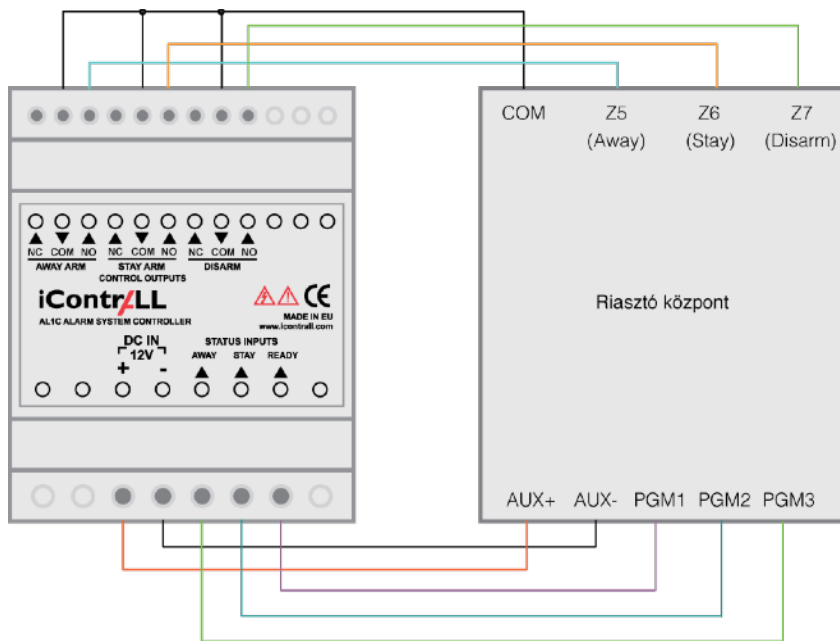 COM Z5 Z6 Z7
(Away) (Stay) (Disarm)
NC COM NO NC COM NO NC COM NO
AWAY ARM STAY ARM DISARM
CONTROL OUTPUTS
iContrALL
AL1C ALARM SYSTEM CONTROLLER
CE
MADE IN EU
www.icontrall.com
DC IN
12V
+ -
STATUS INPUTS
AWAY STAY READY
Riasztó központ
AUX+ AUX- PGM1 PGM2 PGM3